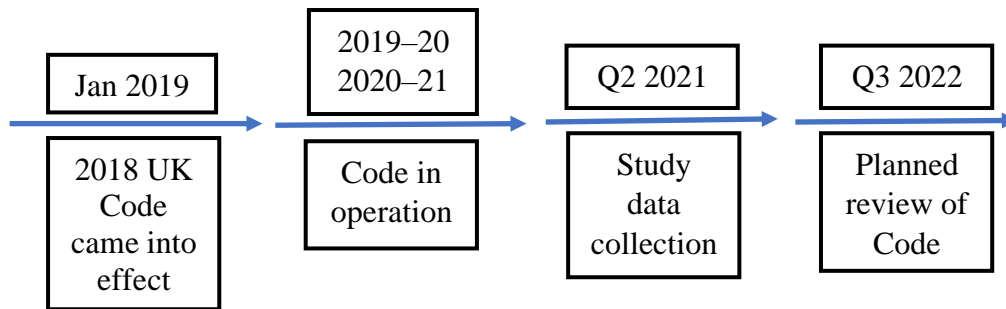 Jan 2019
2018 UK
Code
came into
effect
2019–20
2020–21
Code in
operation
Q2 2021
Study
data
collection
Q3 2022
Planned
review of
Code